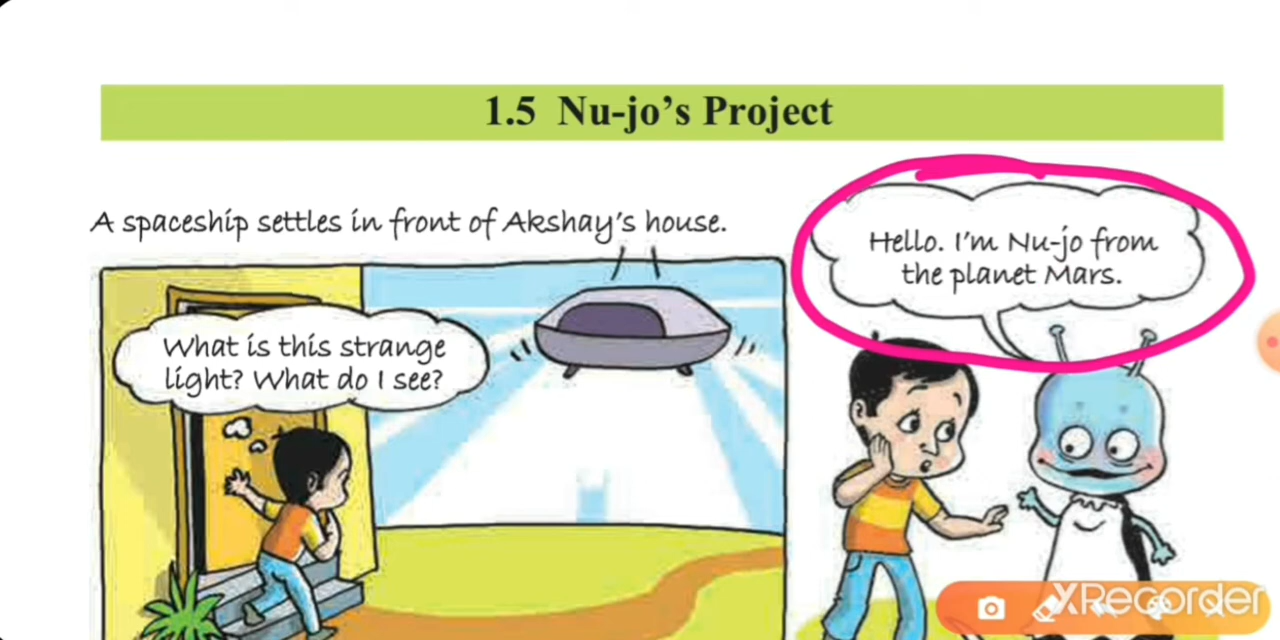 1.5 Nu-jo's Project
A spaceship settles in front of Akshay's house.
Hello. I'm Nu-jo from
the planet Mars.
What is this strange
light? What do I see?
XRecorder